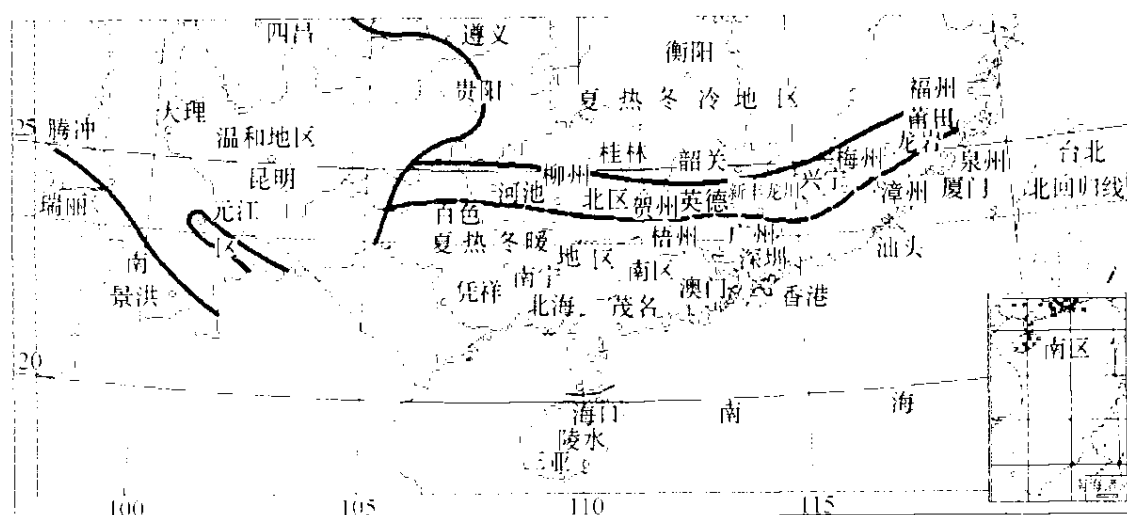 遵义
衡阳
贵阳
夏热冬冷地区
福州
大理
莆田
25
腾冲
温和地区
桂林
韶关
龙岩
梅州
泉州
台北
昆明
柳州
兴宁
河池
北区
贺州
英德
新丰
龙川
漳州
厦门
北回归线
瑞丽
元江
百色
区
夏热冬暖
地区
梧州
广州
南
南宁
南区
深圳
汕头
景洪
凭祥
澳门
香港
北海
茂名
南区
20
海口
南
海
陵水
三亚
100
105
110
115